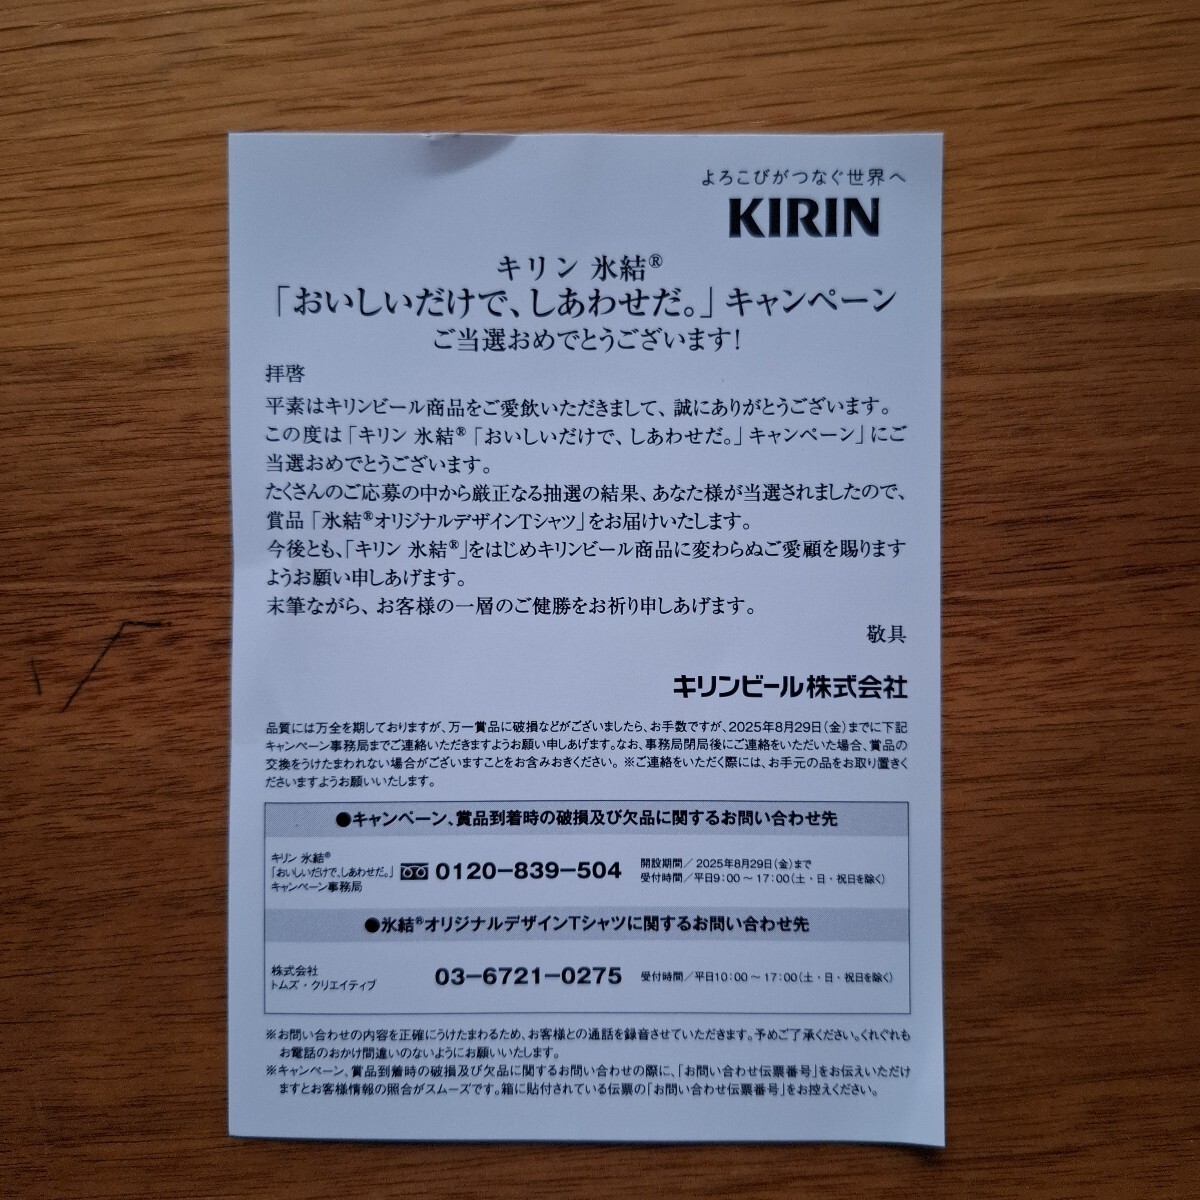 よろこびがつなぐ世界へ
KIRIN
キリン 氷結®
「おいしいだけで、しあわせだ。」キャンペーン
ご当選おめでとうございます!
拝啓
平素はキリンビール商品をご愛飲いただきまして、誠にありがとうございます。
この度は「キリン 氷結®「おいしいだけで、しあわせだ。」キャンペーン」にご
当選おめでとうございます。
たくさんのご応募の中から厳正なる抽選の結果、あなた様が当選されましたので、
賞品「氷結®オリジナルデザインTシャツ」をお届けいたします。
今後とも、「キリン 氷結®」をはじめキリンビール商品に変わらぬご愛顧を賜ります
ようお願い申しあげます。
末筆ながら、お客様の一層のご健勝をお祈り申しあげます。
敬具
キリンビール株式会社
品質には万全を期しておりますが、万一賞品に破損などがございましたら、お手数ですが、2025年8月29日(金)までに下記
キャンペーン事務局までご連絡いただきますようお願い申しあげます。なお、事務局閉局後にご連絡をいただいた場合、賞品の
交換をうけたまわれない場合がございますことをお含みおきください。※ご連絡をいただく際には、お手元の品をお取り置きく
ださいますようお願いいたします。
●キャンペーン、賞品到着時の破損及び欠品に関するお問い合わせ先
キリン 氷結®
「おいしいだけで、しあわせだ。」
キャンペーン事務局
0120-839-504
開設期間/2025年8月29日(金)まで
受付時間/平日9:00~17:00(土・日・祝日を除く)
●氷結®オリジナルデザインTシャツに関するお問い合わせ先
株式会社
トムズ・クリエイティブ
03-6721-0275
受付時間/平日10:00~17:00(土・日・祝日を除く)
※お問い合わせの内容を正確にうけたまわるため、お客様との通話を録音させていただきます。予めご了承ください。くれぐれも
お電話のおかけ間違いのないようにお願いいたします。
※キャンペーン、賞品到着時の破損及び欠品に関するお問い合わせの際に、「お問い合わせ伝票番号」をお伝えいただけ
ますとお客様情報の照合がスムーズです。箱に貼付されている伝票の「お問い合わせ伝票番号」をお控えください。